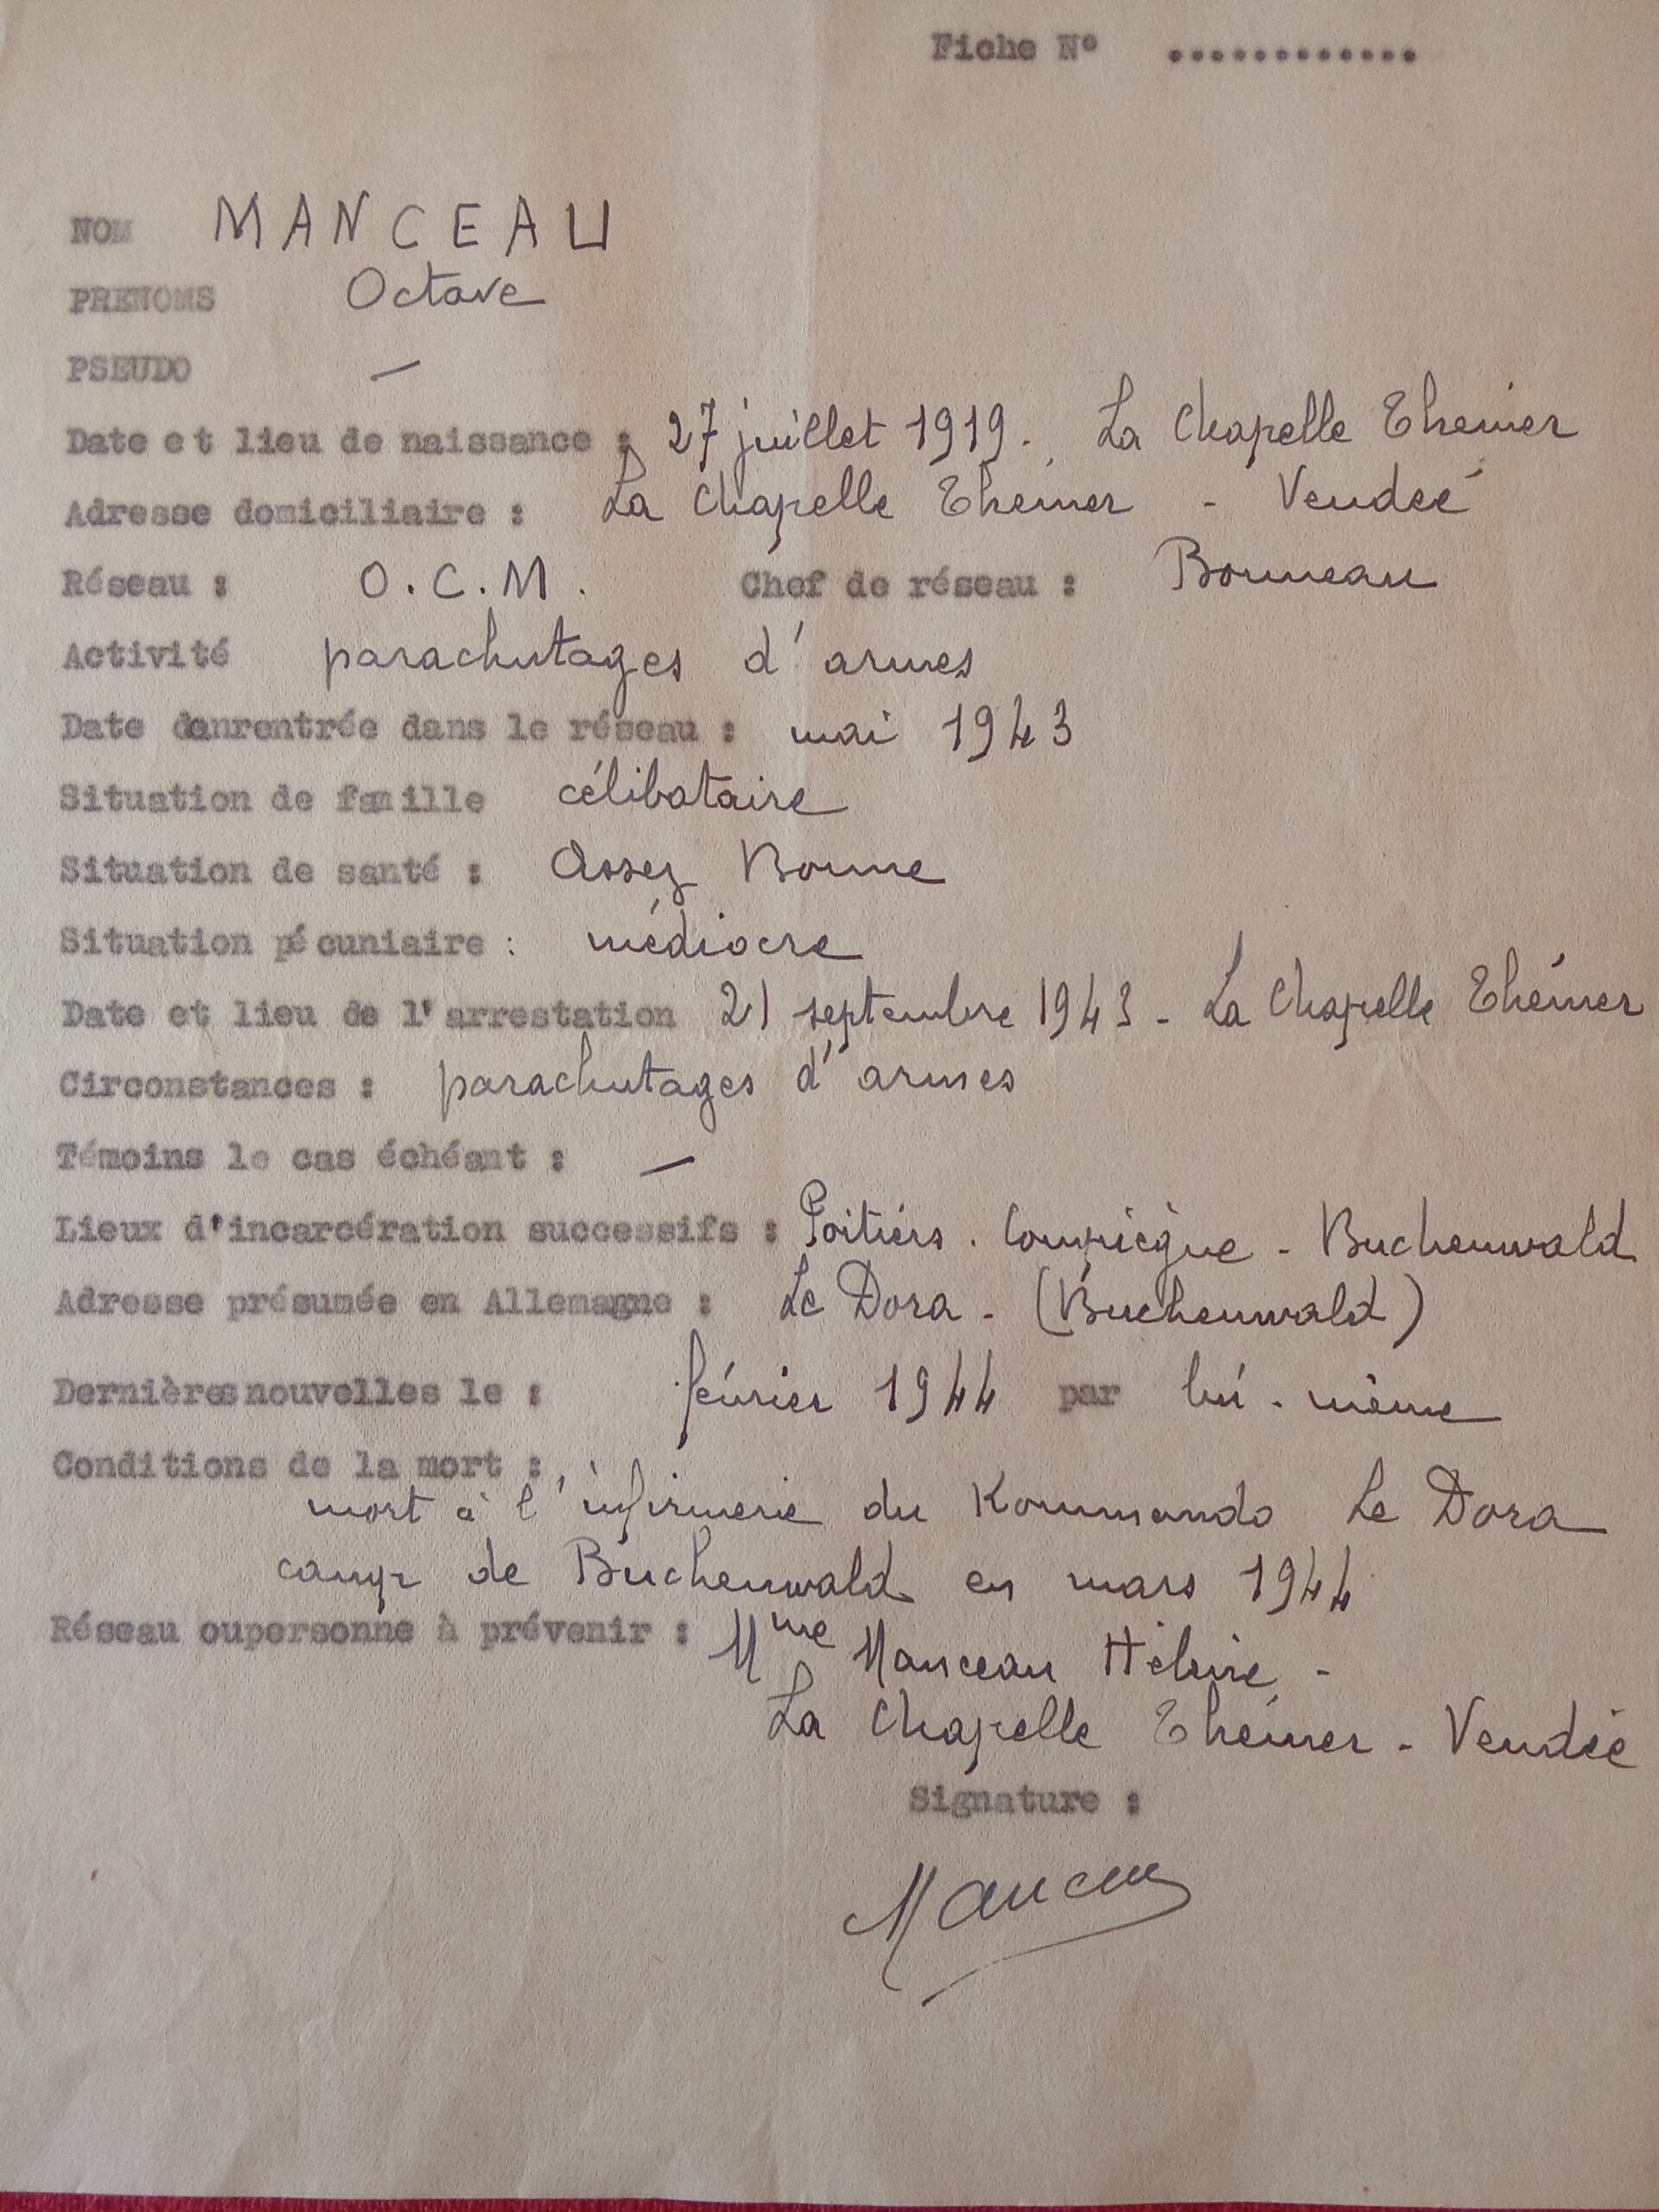 Fiche N° ............
NOM MANCEAU
PRENOMS Octave
PSEUDO —
Date et lieu de naissance : 27 juillet 1919. La Chapelle Thémer
Adresse domiciliaire : La Chapelle Thémer - Vendée
Réseau : O.C.M. Chef de réseau : Bonneau
Activité parachutages d'armes
Date danrentrée dans le réseau : mai 1943
Situation de famille célibataire
Situation de santé : Assez Bonne
Situation pécuniaire : médiocre
Date et lieu de l'arrestation 21 septembre 1943 - La Chapelle Thémer
Circonstances : parachutages d'armes
Témoins le cas échéant : —
Lieux d'incarcération successifs : Poitiers. Compiègne - Buchenwald
Adresse présumée en Allemagne : Le Dora - (Buchenwald)
Dernières nouvelles le : février 1944 par lui-même
Conditions de la mort :
mort à l'infirmerie du Kommando Le Dora
camp de Buchenwald en mars 1944
Réseau oupersonne à prévenir : Mme Manceau -
La Chapelle Thémer - Vendée
Signature :
Manceau